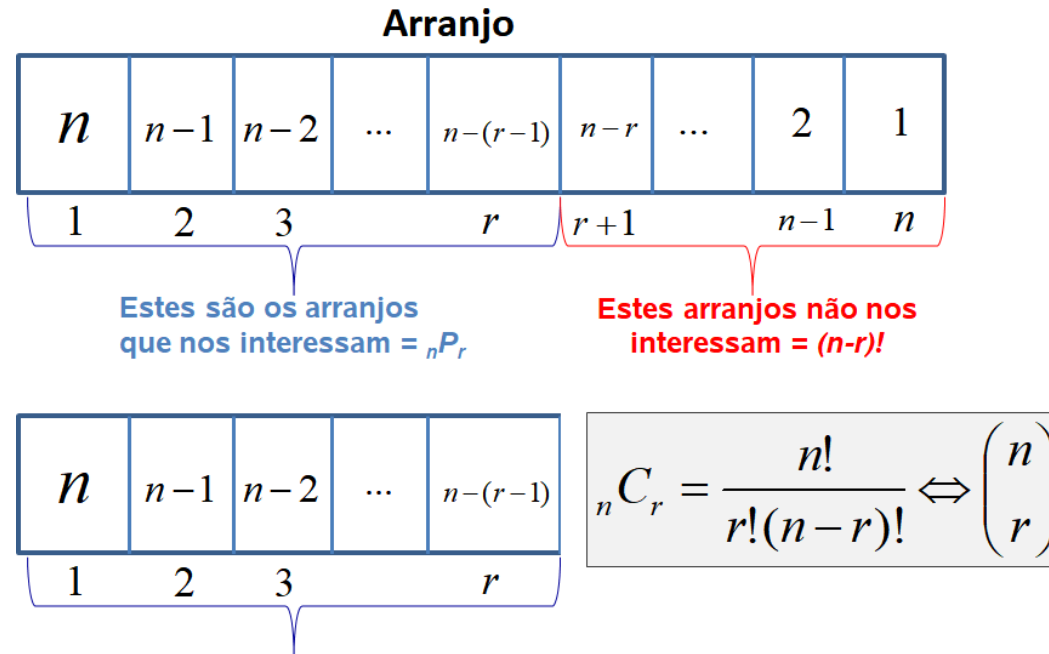 Arranjo
n n−1 n−2 ... n−(r−1) n−r ... 2 1
1 2 3 r r+1 n−1 n
Estes são os arranjos
que nos interessam = ₙPᵣ
Estes arranjos não nos
interessam = (n-r)!
n n−1 n−2 ... n−(r−1)
1 2 3 r
ₙCᵣ = n! / r!(n−r)! ⇔ (n r)